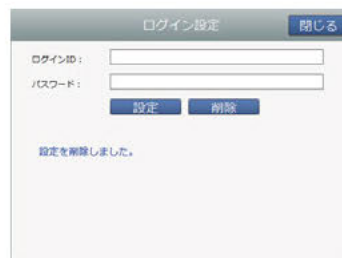 ログイン設定
閉じる
ログインID：
パスワード：
設定
削除
設定を削除しました。